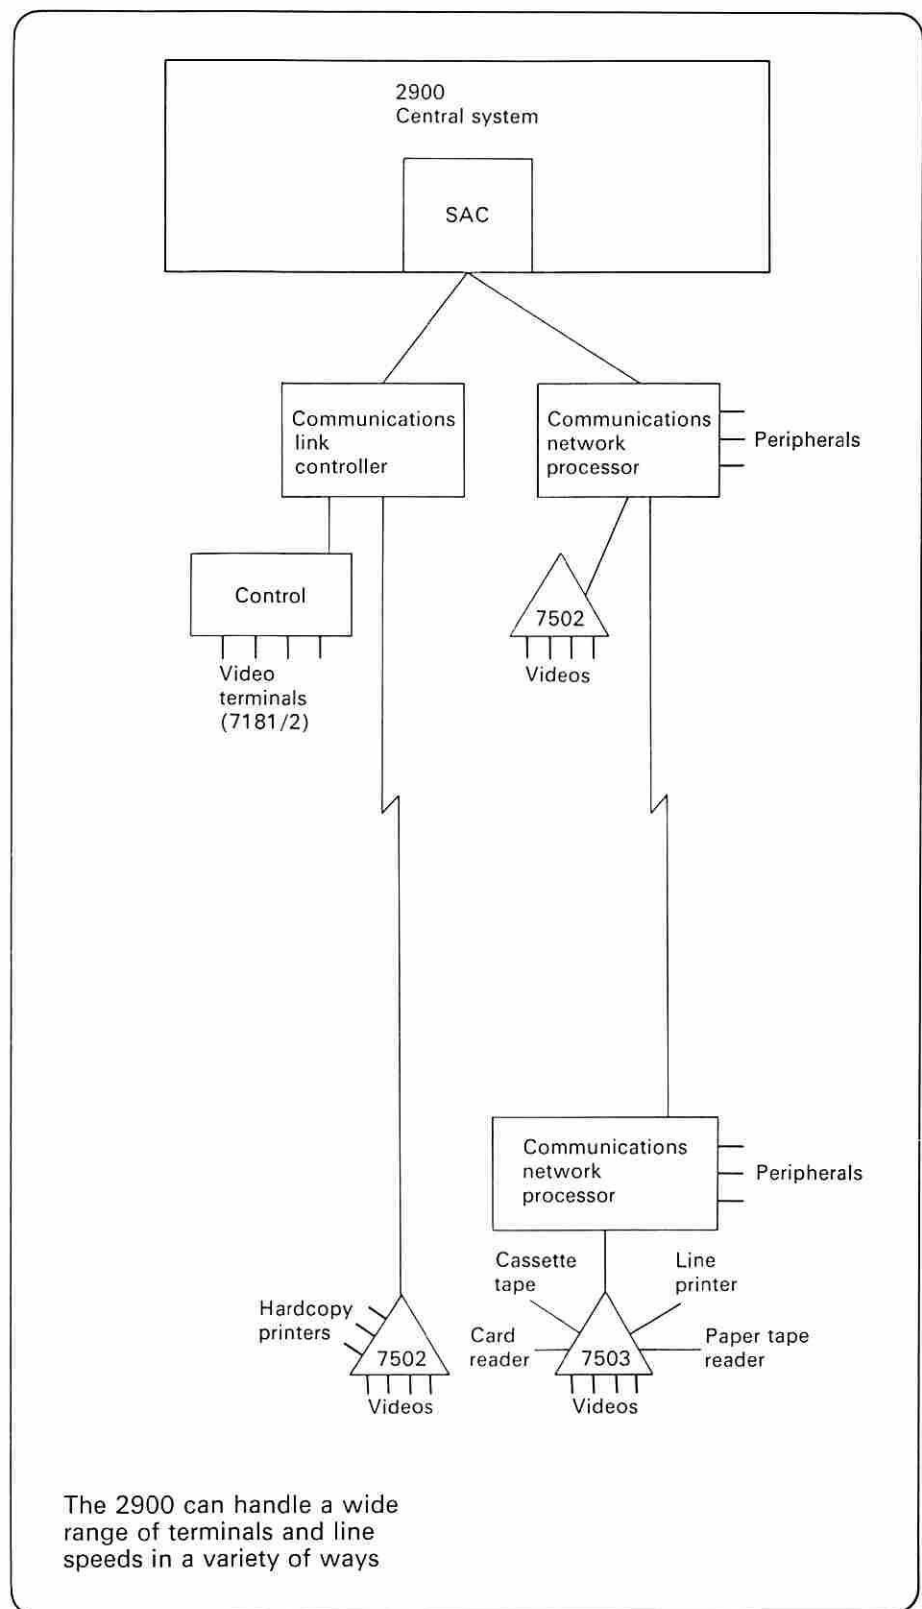 2900
Central system
SAC
Communications
link
controller
Communications
network
processor
Peripherals
Control
7502
Video
terminals
(7181/2)
Videos
Communications
network
processor
Peripherals
Cassette
tape
Line
printer
Hardcopy
printers
Card
reader
Paper tape
reader
7502
7503
Videos
Videos
The 2900 can handle a wide
range of terminals and line
speeds in a variety of ways